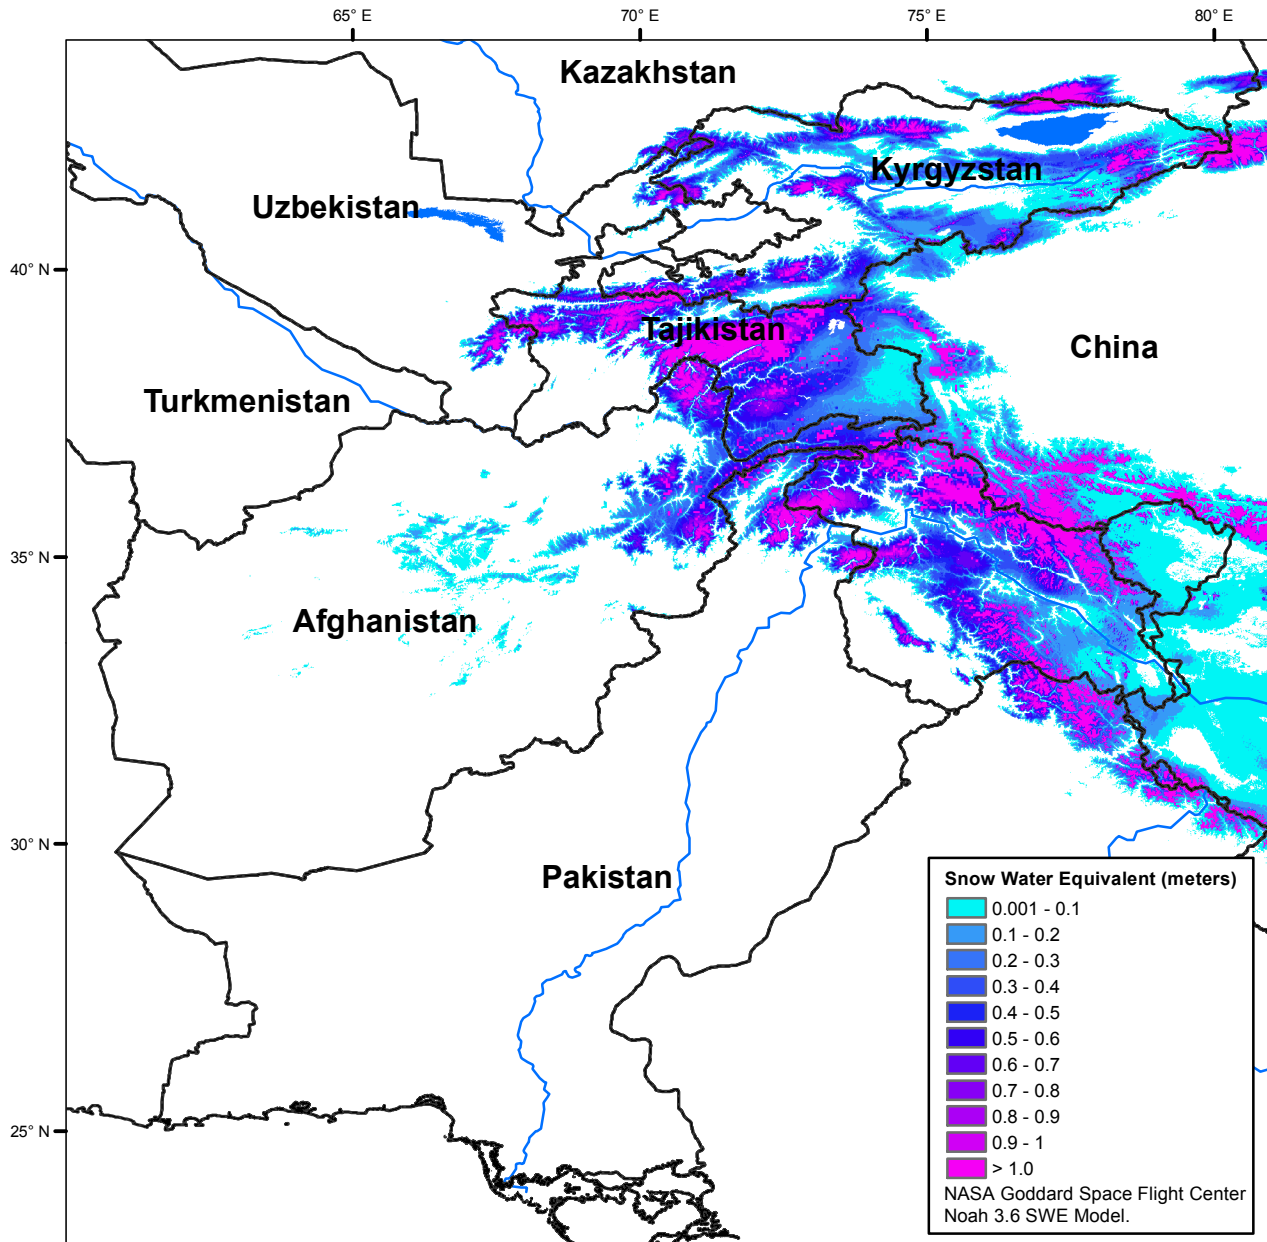 65° E
70° E
75° E
80° E
Kazakhstan
Kyrgyzstan
Uzbekistan
40° N
Tajikistan
China
Turkmenistan
35° N
Afghanistan
30° N
Pakistan
25° N
Snow Water Equivalent (meters)
0.001 - 0.1
0.1 - 0.2
0.2 - 0.3
0.3 - 0.4
0.4 - 0.5
0.5 - 0.6
0.6 - 0.7
0.7 - 0.8
0.8 - 0.9
0.9 - 1
> 1.0
NASA Goddard Space Flight Center
Noah 3.6 SWE Model.